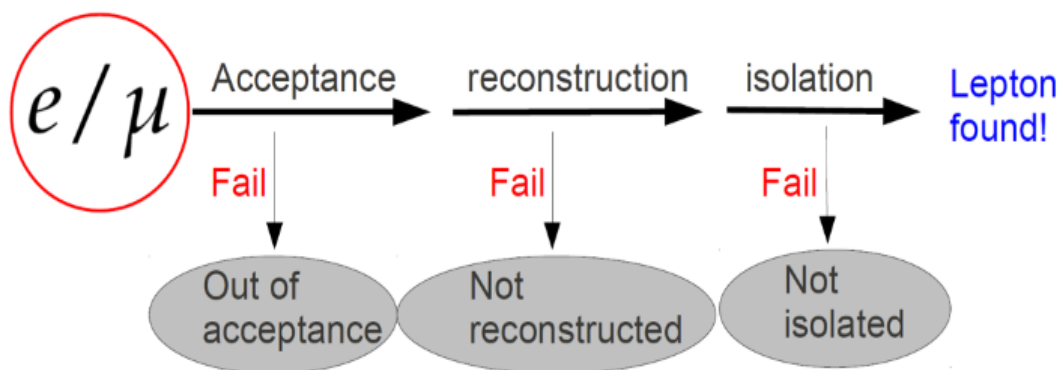 e/μ
Acceptance
reconstruction
isolation
Lepton
found!
Fail
Fail
Fail
Out of
acceptance
Not
reconstructed
Not
isolated